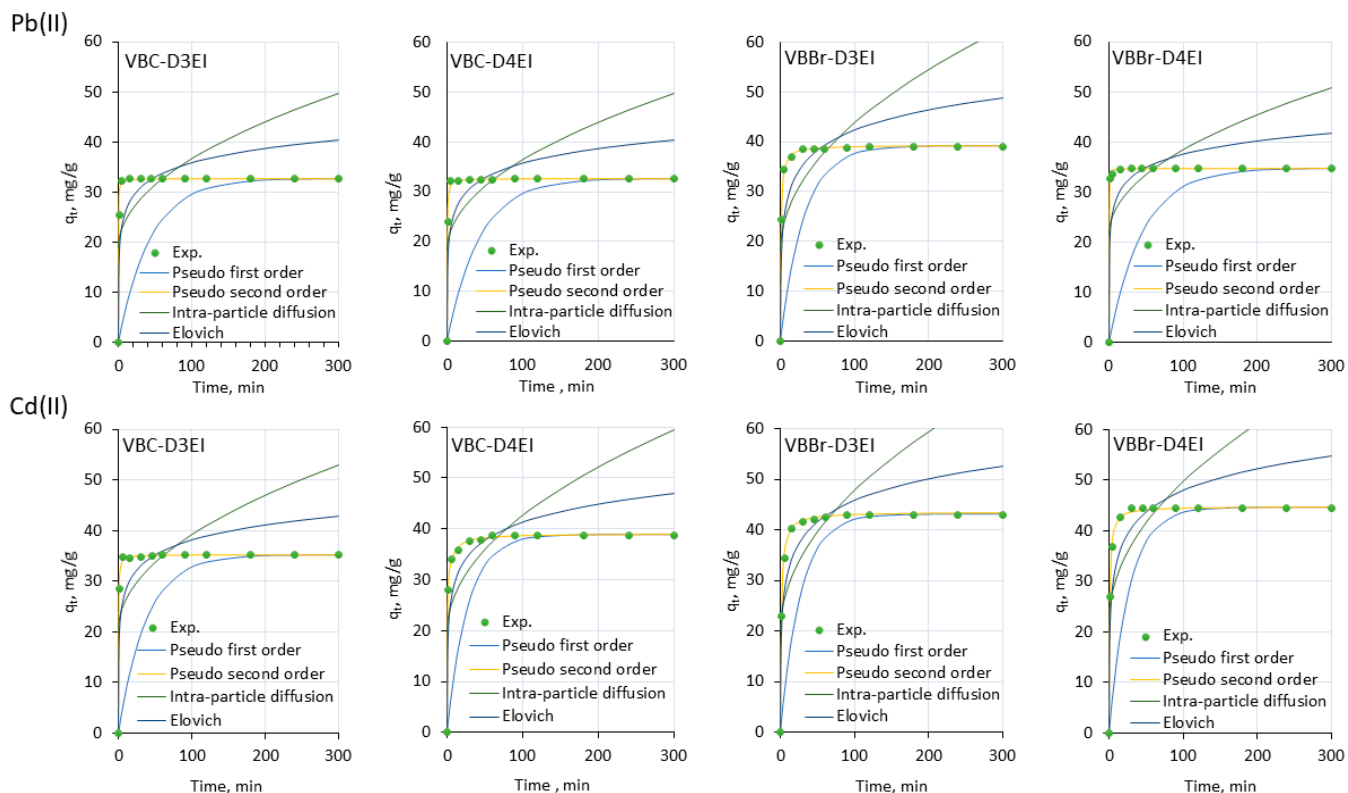 Pb(II)
60
50
40
30
20
10
0
qt, mg/g
VBC-D3EI
Exp.
Pseudo first order
Pseudo second order
Intra-particle diffusion
Elovich
0 100 200 300
Time, min
60
50
40
30
20
10
0
qt, mg/g
VBC-D4EI
Exp.
Pseudo first order
Pseudo second order
Intra-particle diffusion
Elovich
0 100 200 300
Time , min
60
50
40
30
20
10
0
qt, mg/g
VBBr-D3EI
Exp.
Pseudo first order
Pseudo second order
Intra-particle diffusion
Elovich
0 100 200 300
Time, min
60
50
40
30
20
10
0
qt, mg/g
VBBr-D4EI
Exp.
Pseudo first order
Pseudo second order
Intra-particle diffusion
Elovich
0 100 200 300
Time, min
Cd(II)
60
50
40
30
20
10
0
qt, mg/g
VBC-D3EI
Exp.
Pseudo first order
Pseudo second order
Intra-particle diffusion
Elovich
0 100 200 300
Time, min
60
50
40
30
20
10
0
qt, mg/g
VBC-D4EI
Exp.
Pseudo first order
Pseudo second order
Intra-particle diffusion
Elovich
0 100 200 300
Time , min
60
50
40
30
20
10
0
qt, mg/g
VBBr-D3EI
Exp.
Pseudo first order
Pseudo second order
Intra-particle diffusion
Elovich
0 100 200 300
Time, min
60
50
40
30
20
10
0
qt, mg/g
VBBr-D4EI
Exp.
Pseudo first order
Pseudo second order
Intra-particle diffusion
Elovich
0 100 200 300
Time, min